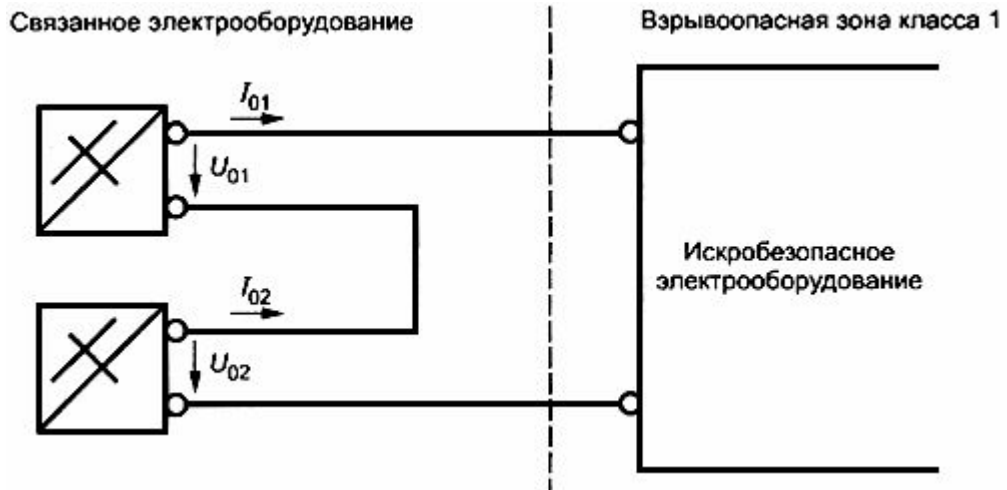 Связанное электрооборудование
Взрывоопасная зона класса 1
I01
U01
I02
U02
Искробезопасное
электрооборудование